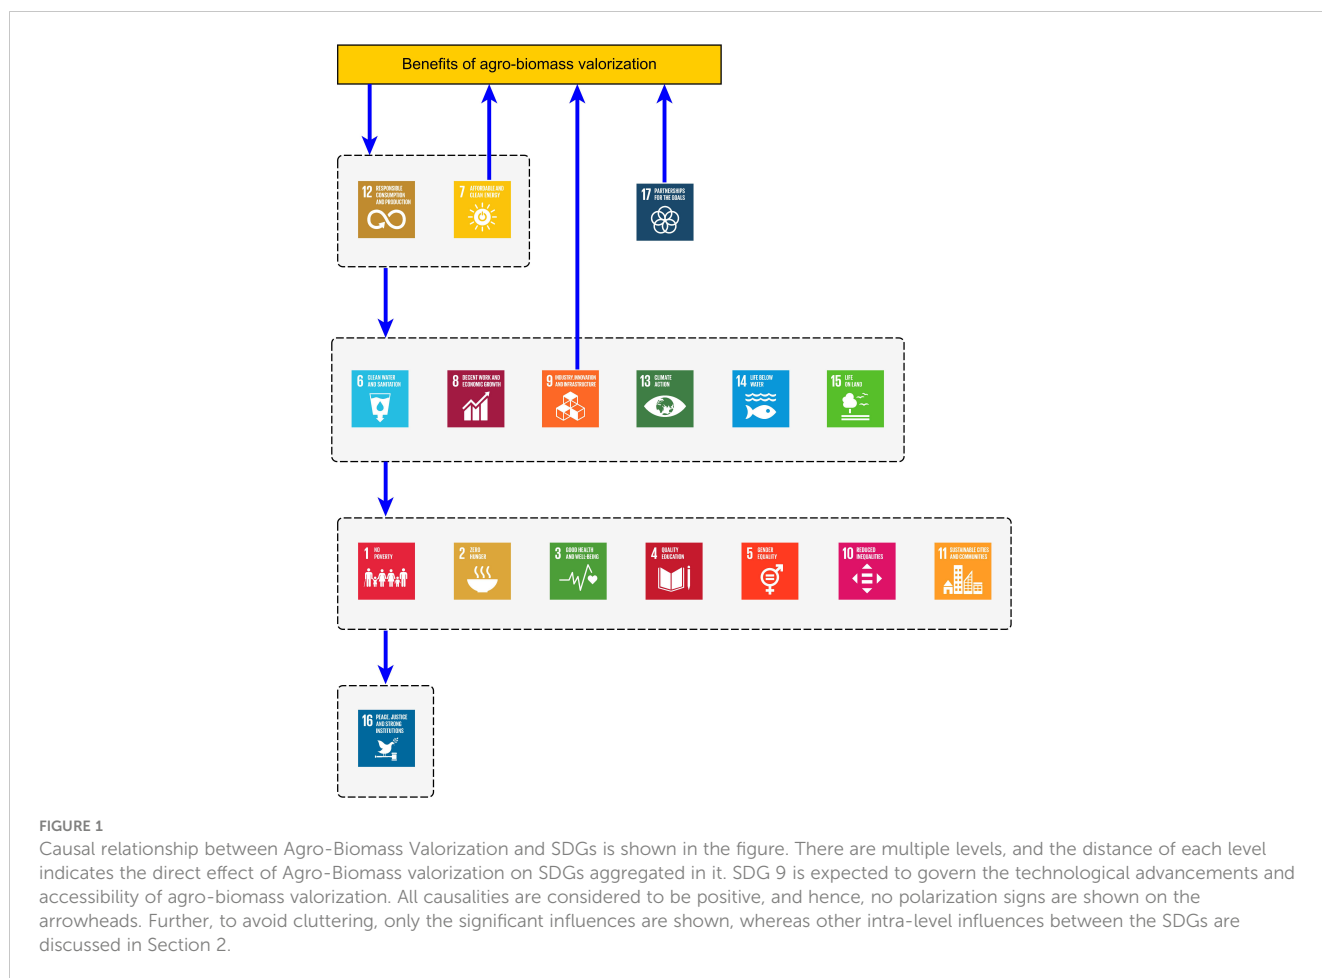 Benefits of agro-biomass valorization
12 RESPONSIBLE
CONSUMPTION
AND PRODUCTION
7 AFFORDABLE AND
CLEAN ENERGY
17 PARTNERSHIPS
FOR THE GOALS
6 CLEAN WATER
AND SANITATION
8 DECENT WORK AND
ECONOMIC GROWTH
9 INDUSTRY, INNOVATION
AND INFRASTRUCTURE
13 CLIMATE
ACTION
14 LIFE BELOW
WATER
15 LIFE
ON LAND
1 NO
POVERTY
2 ZERO
HUNGER
3 GOOD HEALTH
AND WELL-BEING
4 QUALITY
EDUCATION
5 GENDER
EQUALITY
10 REDUCED
INEQUALITIES
11 SUSTAINABLE CITIES
AND COMMUNITIES
16 PEACE, JUSTICE
AND STRONG
INSTITUTIONS
FIGURE 1
Causal relationship between Agro-Biomass Valorization and SDGs is shown in the figure. There are multiple levels, and the distance of each level
indicates the direct effect of Agro-Biomass valorization on SDGs aggregated in it. SDG 9 is expected to govern the technological advancements and
accessibility of agro-biomass valorization. All causalities are considered to be positive, and hence, no polarization signs are shown on the
arrowheads. Further, to avoid cluttering, only the significant influences are shown, whereas other intra-level influences between the SDGs are
discussed in Section 2.